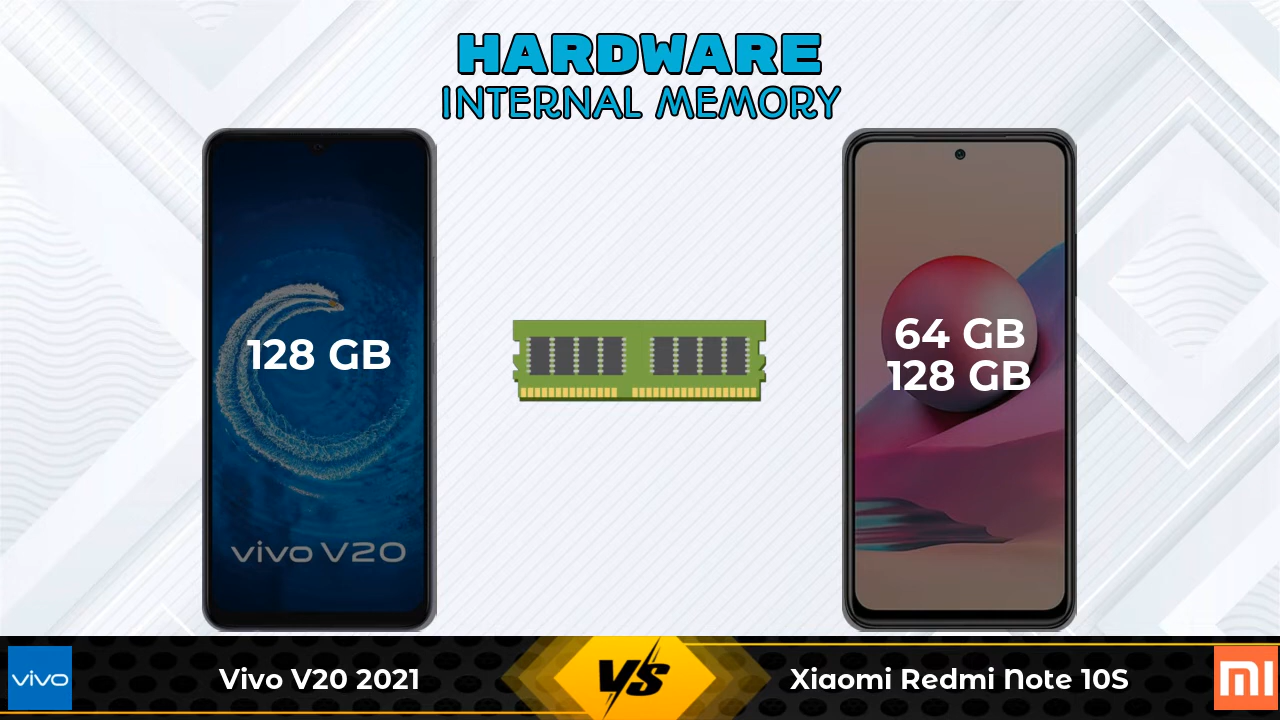 HARDWARE
INTERNAL MEMORY
128 GB
64 GB
128 GB
vivo V20
vivo
Vivo V20 2021
VS
Xiaomi Redmi Note 10S
mi